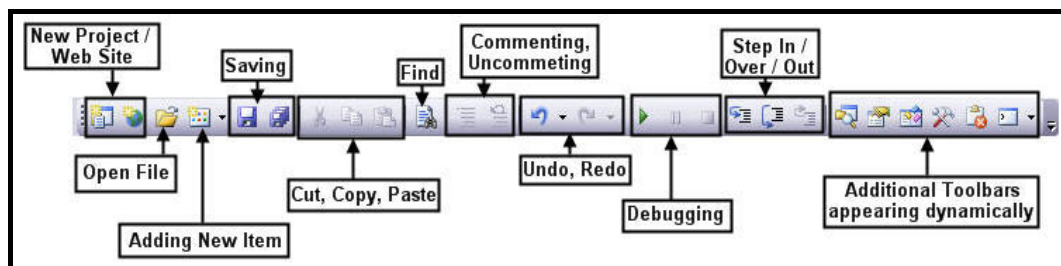 New Project /
Web Site
Saving
Find
Commenting,
Uncommeting
Step In /
Over / Out
Open File
Adding New Item
Cut, Copy, Paste
Undo, Redo
Debugging
Additional Toolbars
appearing dynamically